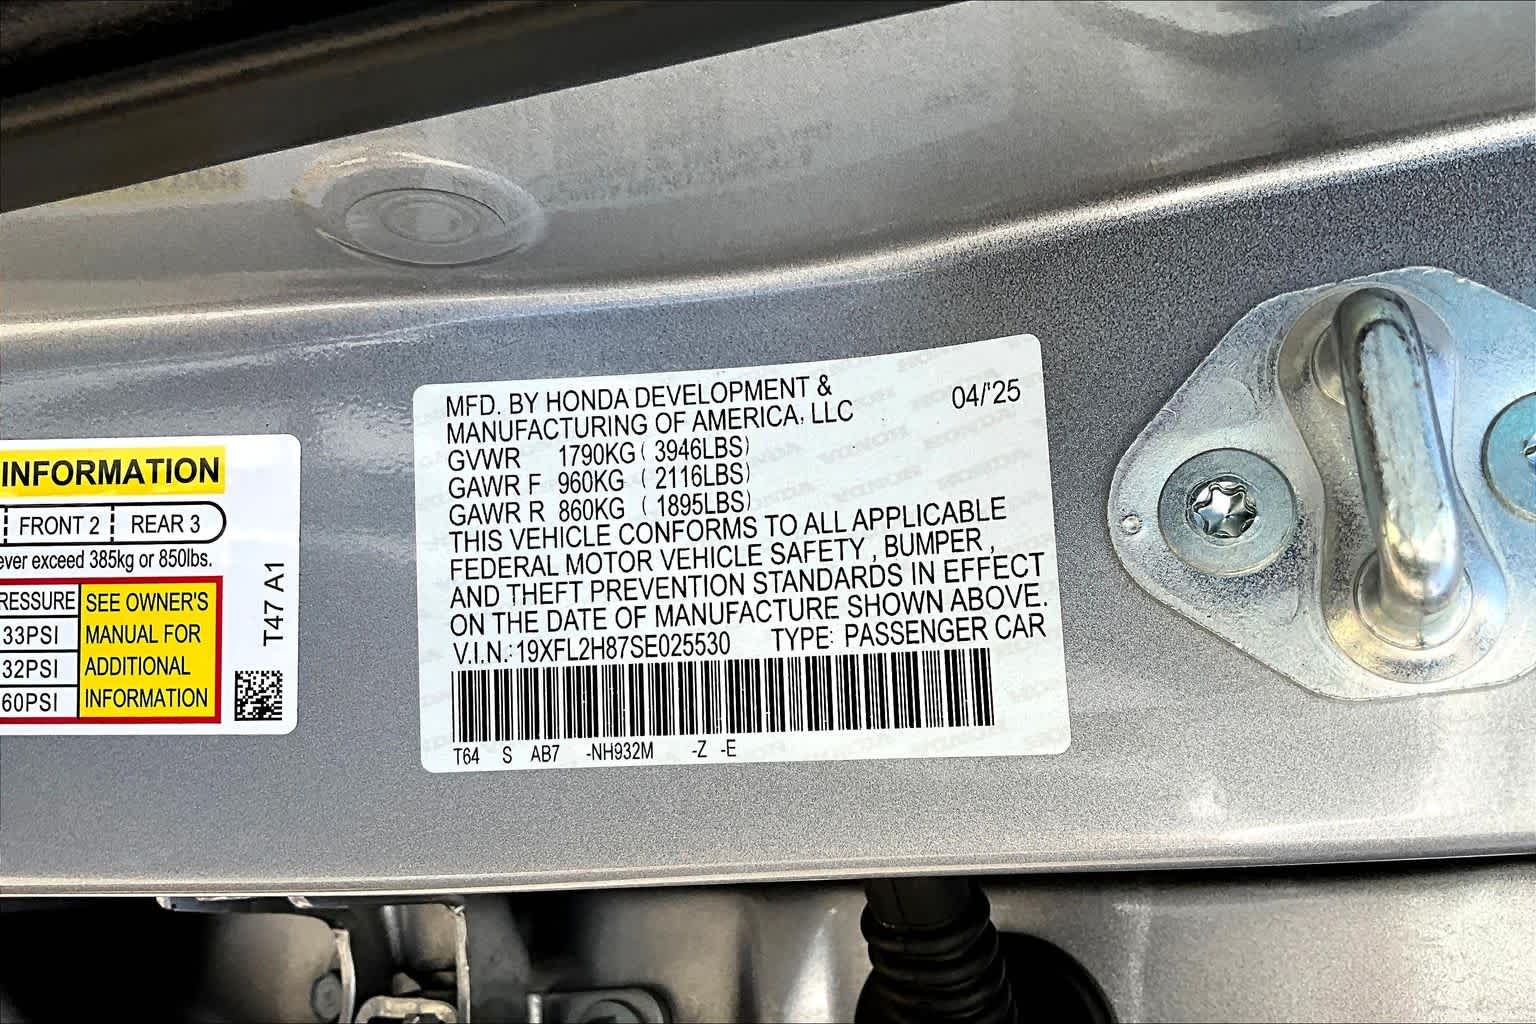 INFORMATION
FRONT 2 REAR 3
ever exceed 385kg or 850lbs.
RESSURE SEE OWNER'S
33PSI MANUAL FOR
32PSI ADDITIONAL
60PSI INFORMATION
T47 A1
MFD. BY HONDA DEVELOPMENT &
MANUFACTURING OF AMERICA, LLC 04/'25
GVWR 1790KG ( 3946LBS)
GAWR F 960KG ( 2116LBS)
GAWR R 860KG ( 1895LBS)
THIS VEHICLE CONFORMS TO ALL APPLICABLE
FEDERAL MOTOR VEHICLE SAFETY , BUMPER ,
AND THEFT PREVENTION STANDARDS IN EFFECT
ON THE DATE OF MANUFACTURE SHOWN ABOVE.
V.I.N.:19XFL2H87SE025530 TYPE: PASSENGER CAR
T64 S AB7 -NH932M -Z -E